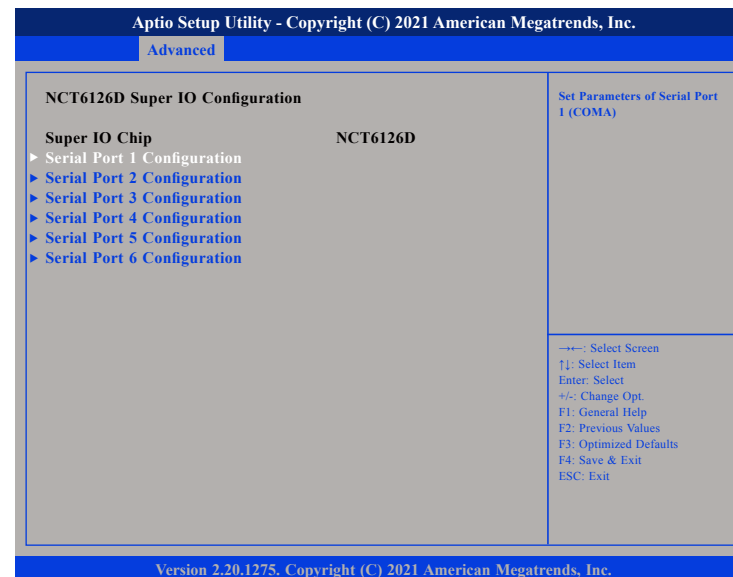 Aptio Setup Utility - Copyright (C) 2021 American Megatrends, Inc.
Advanced
NCT6126D Super IO Configuration
Super IO Chip NCT6126D
► Serial Port 1 Configuration
► Serial Port 2 Configuration
► Serial Port 3 Configuration
► Serial Port 4 Configuration
► Serial Port 5 Configuration
► Serial Port 6 Configuration
Set Parameters of Serial Port
1 (COMA)
→←: Select Screen
↑↓: Select Item
Enter: Select
+/-: Change Opt.
F1: General Help
F2: Previous Values
F3: Optimized Defaults
F4: Save & Exit
ESC: Exit
Version 2.20.1275. Copyright (C) 2021 American Megatrends, Inc.